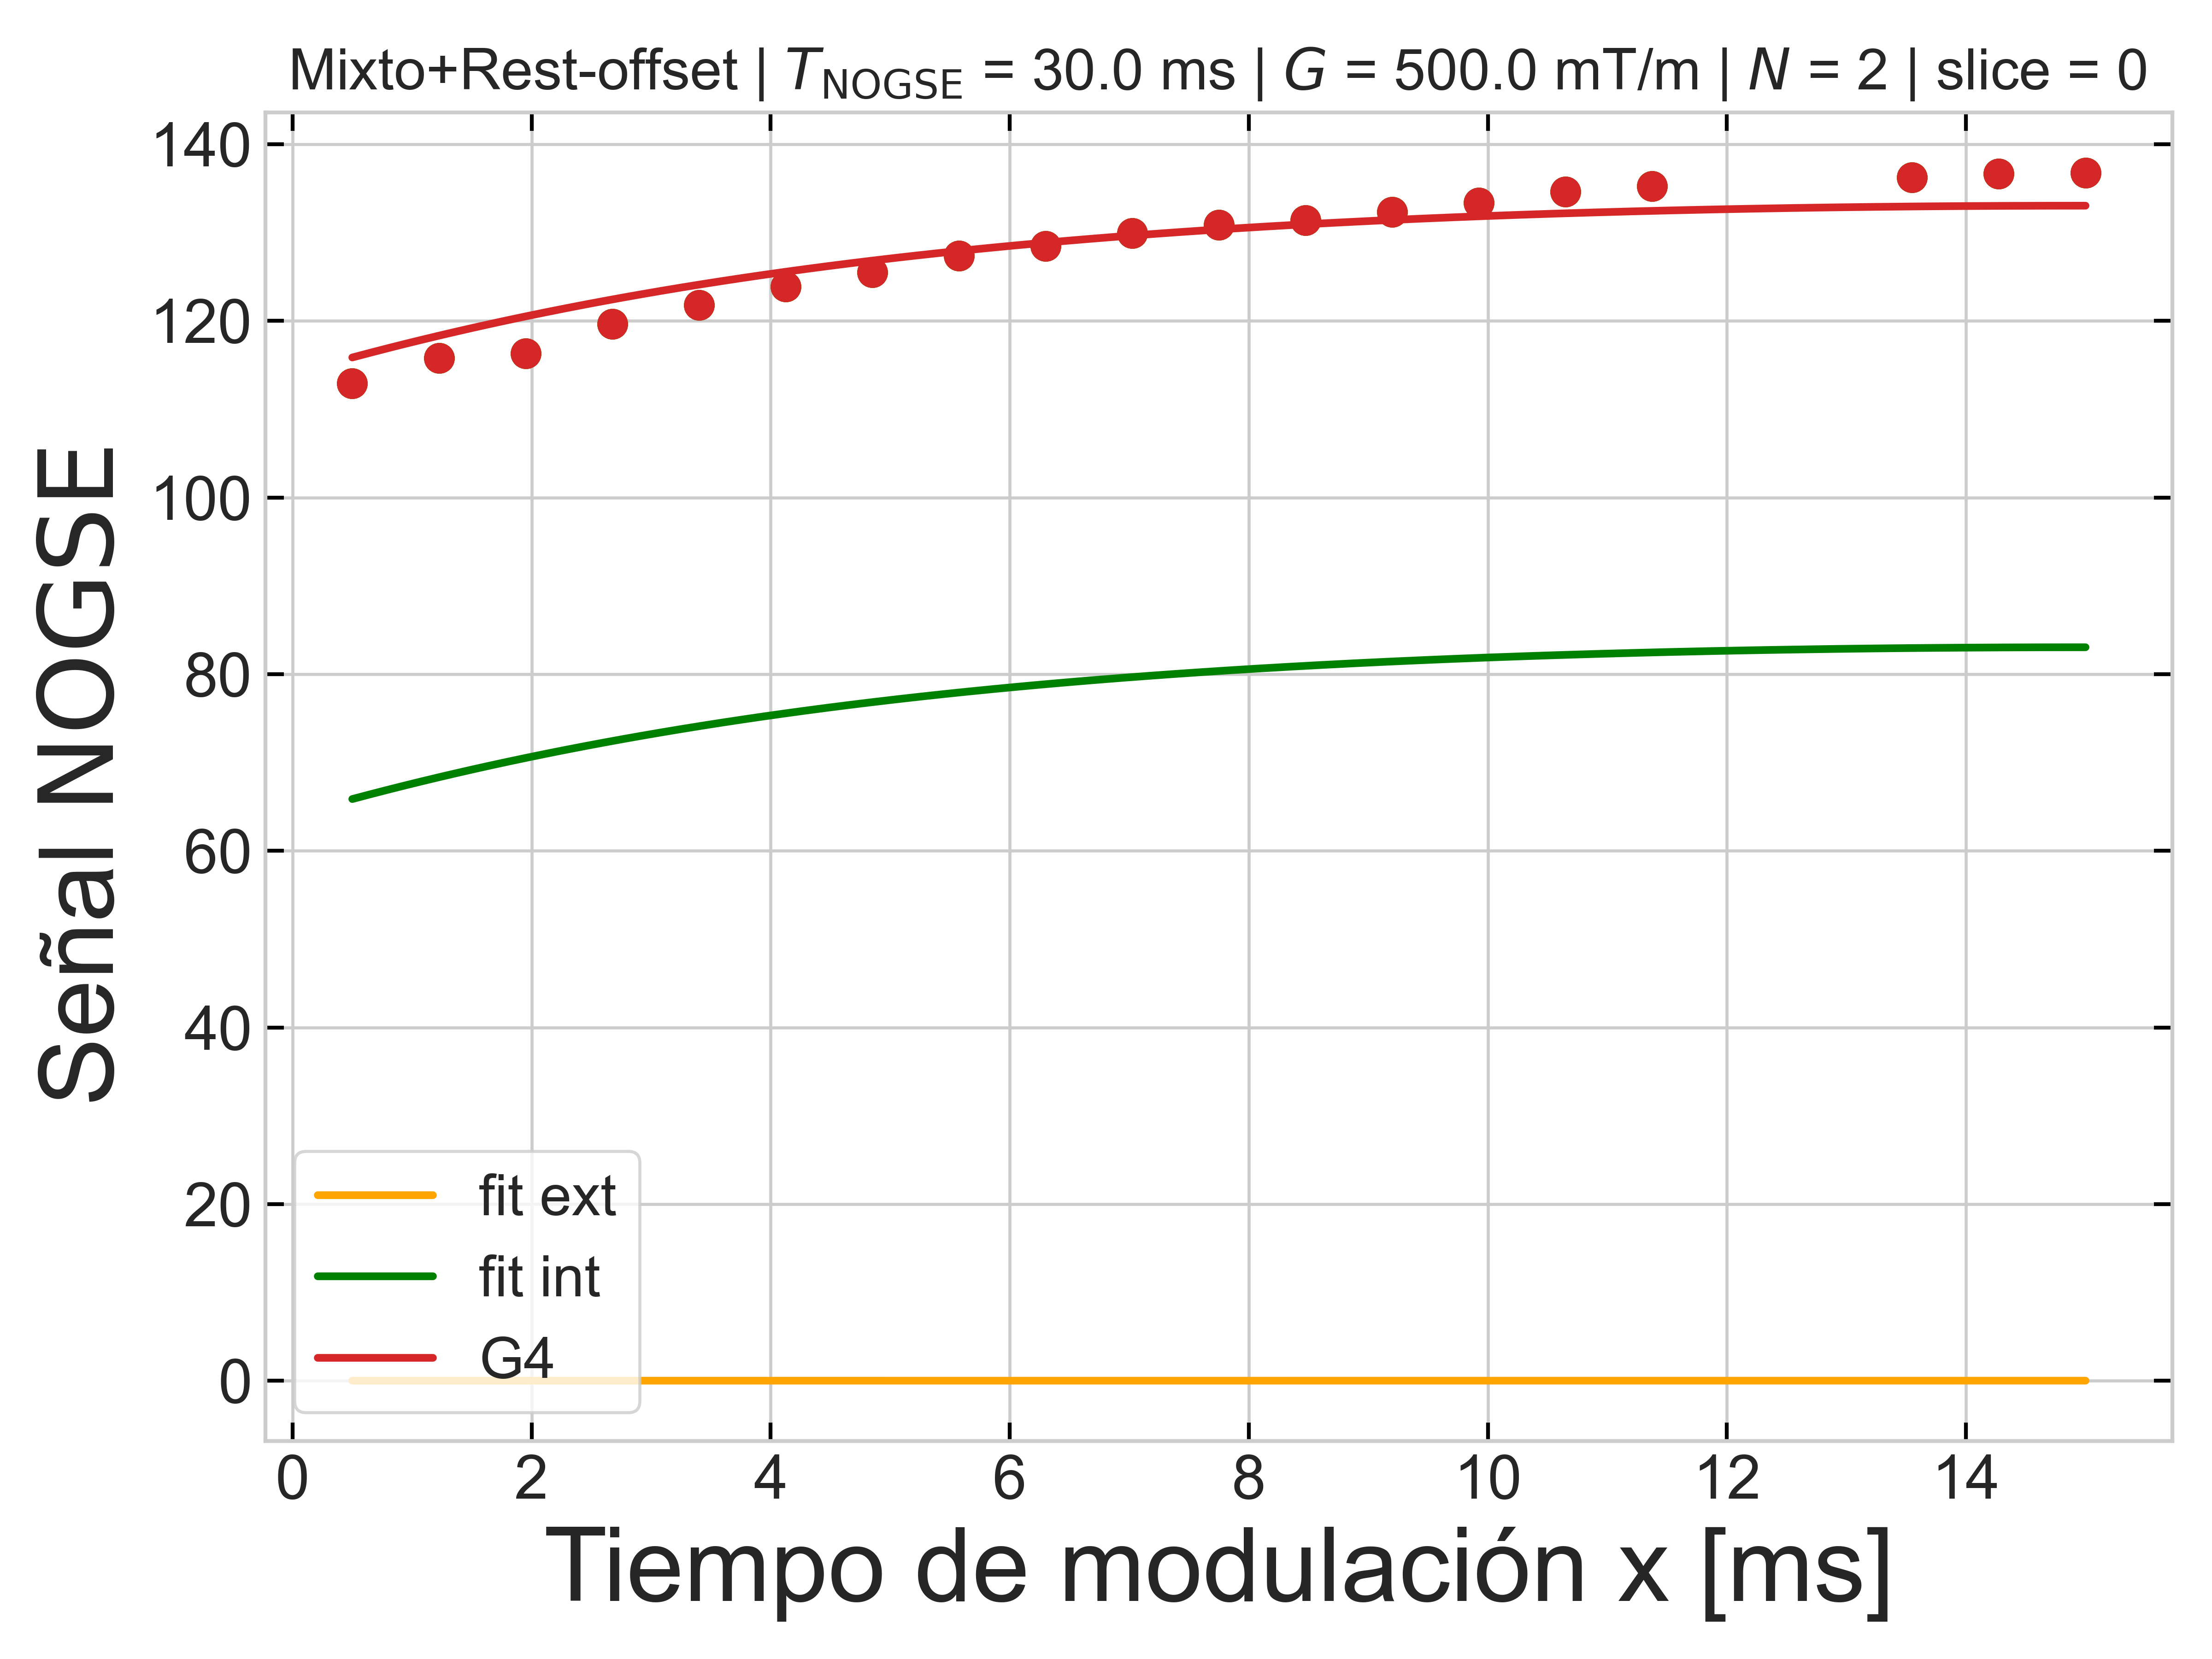 Mixto+Rest-offset | T_NOGSE = 30.0 ms | G = 500.0 mT/m | N = 2 | slice = 0
140
120
100
80
60
40
20
0
Señal NOGSE
fit ext
fit int
G4
0 2 4 6 8 10 12 14
Tiempo de modulación x [ms]